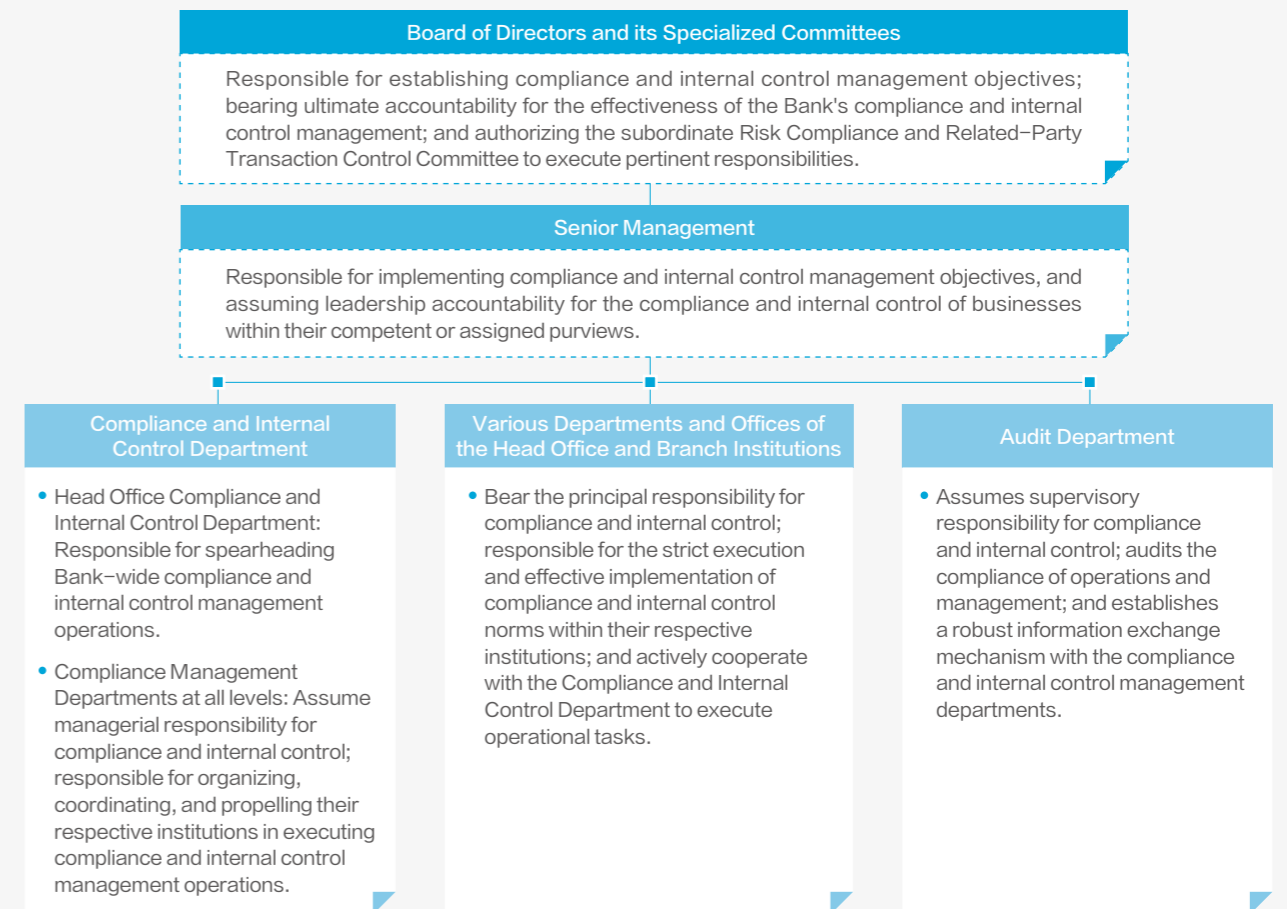 Board of Directors and its Specialized Committees
Responsible for establishing compliance and internal control management objectives;
bearing ultimate accountability for the effectiveness of the Bank's compliance and internal
control management; and authorizing the subordinate Risk Compliance and Related-Party
Transaction Control Committee to execute pertinent responsibilities.
Senior Management
Responsible for implementing compliance and internal control management objectives, and
assuming leadership accountability for the compliance and internal control of businesses
within their competent or assigned purviews.
Compliance and Internal
Control Department
• Head Office Compliance and
Internal Control Department:
Responsible for spearheading
Bank-wide compliance and
internal control management
operations.
• Compliance Management
Departments at all levels: Assume
managerial responsibility for
compliance and internal control;
responsible for organizing,
coordinating, and propelling their
respective institutions in executing
compliance and internal control
management operations.
Various Departments and Offices of
the Head Office and Branch Institutions
• Bear the principal responsibility for
compliance and internal control;
responsible for the strict execution
and effective implementation of
compliance and internal control
norms within their respective
institutions; and actively cooperate
with the Compliance and Internal
Control Department to execute
operational tasks.
Audit Department
• Assumes supervisory
responsibility for compliance
and internal control; audits the
compliance of operations and
management; and establishes
a robust information exchange
mechanism with the compliance
and internal control management
departments.